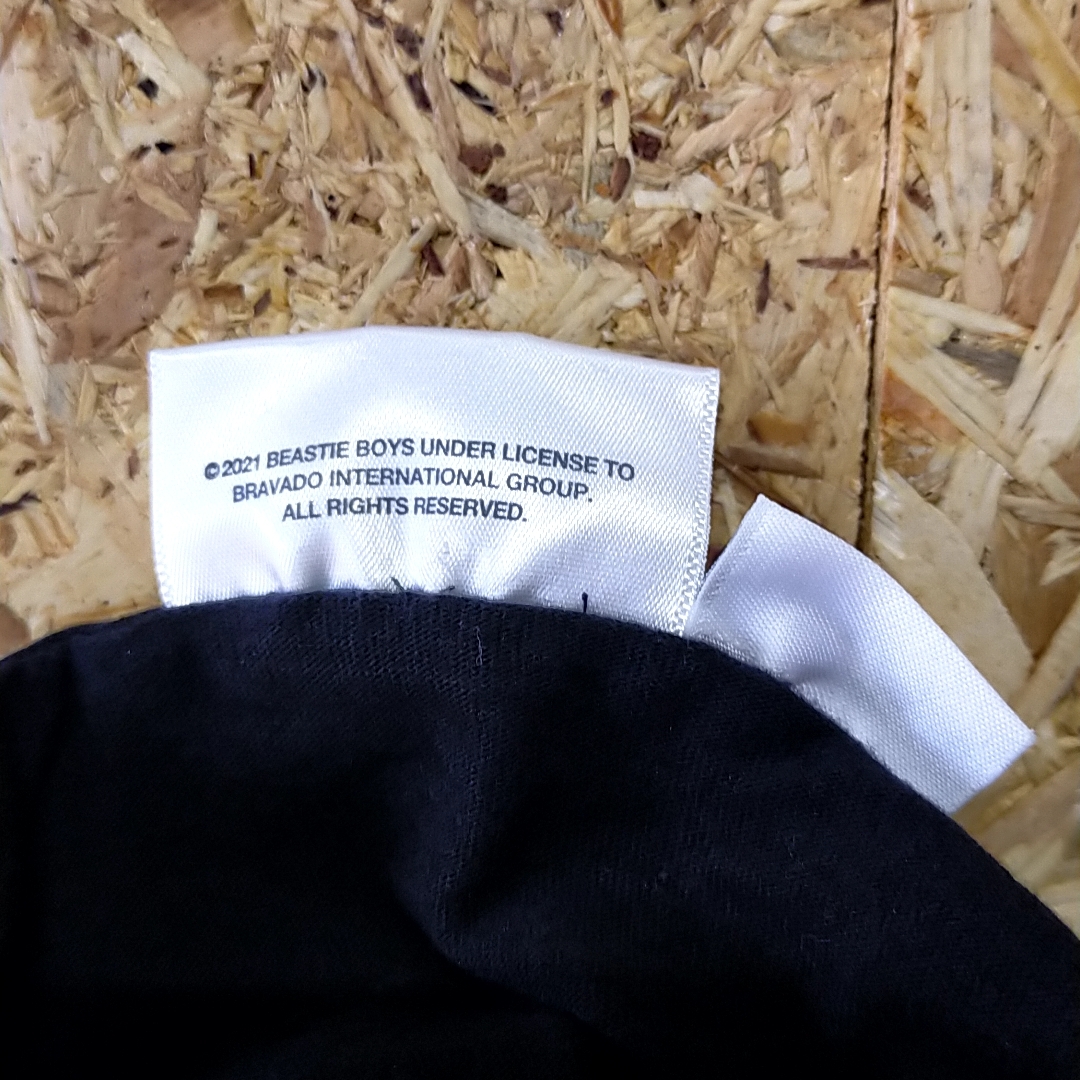 ©2021 BEASTIE BOYS UNDER LICENSE TO
BRAVADO INTERNATIONAL GROUP.
ALL RIGHTS RESERVED.